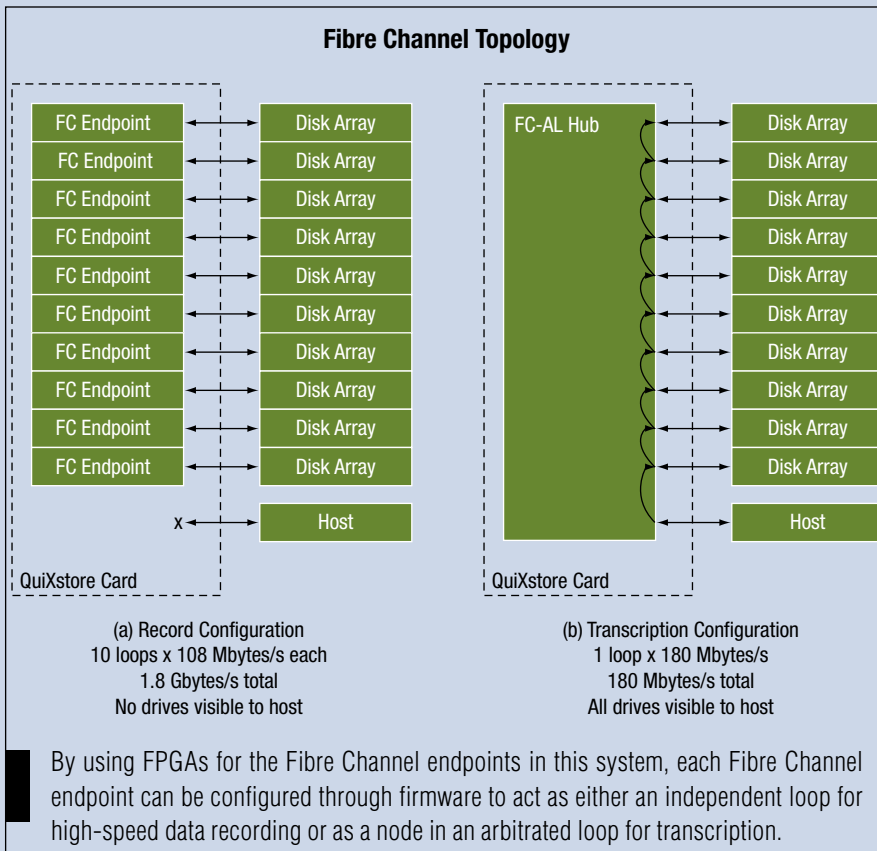 Fibre Channel Topology
FC Endpoint
FC Endpoint
FC Endpoint
FC Endpoint
FC Endpoint
FC Endpoint
FC Endpoint
FC Endpoint
FC Endpoint
FC Endpoint
Disk Array
Disk Array
Disk Array
Disk Array
Disk Array
Disk Array
Disk Array
Disk Array
Disk Array
Disk Array
x
Host
QuiXstore Card
(a) Record Configuration
10 loops x 108 Mbytes/s each
1.8 Gbytes/s total
No drives visible to host
FC-AL Hub
Disk Array
Disk Array
Disk Array
Disk Array
Disk Array
Disk Array
Disk Array
Disk Array
Disk Array
Disk Array
Host
QuiXstore Card
(b) Transcription Configuration
1 loop x 180 Mbytes/s
180 Mbytes/s total
All drives visible to host
By using FPGAs for the Fibre Channel endpoints in this system, each Fibre Channel
endpoint can be configured through firmware to act as either an independent loop for
high-speed data recording or as a node in an arbitrated loop for transcription.